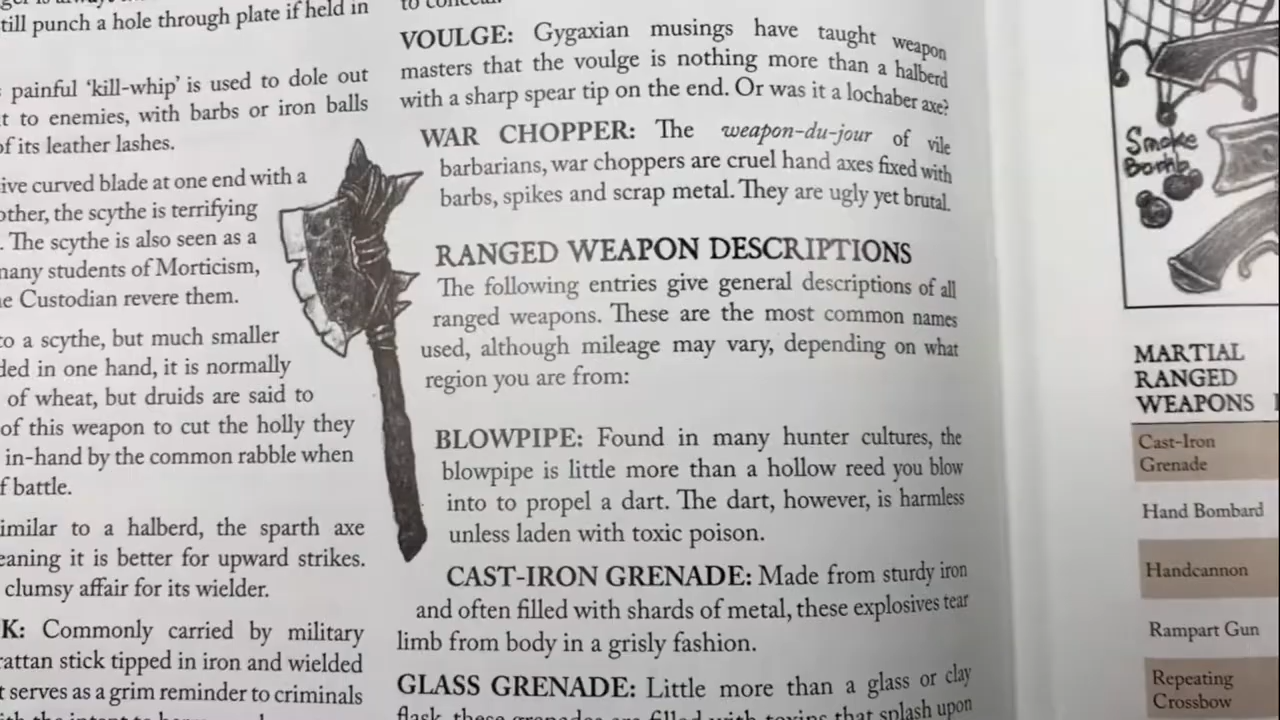 till punch a hole through plate if held in
painful ‘kill-whip’ is used to dole out
t to enemies, with barbs or iron balls
of its leather lashes.
ive curved blade at one end with a
other, the scythe is terrifying
. The scythe is also seen as a
many students of Morticism,
e Custodian revere them.
to a scythe, but much smaller
ded in one hand, it is normally
of wheat, but druids are said to
of this weapon to cut the holly they
in-hand by the common rabble when
f battle.
imilar to a halberd, the sparth axe
eaning it is better for upward strikes.
clumsy affair for its wielder.
K: Commonly carried by military
rattan stick tipped in iron and wielded
t serves as a grim reminder to criminals
to conceal.
VOULGE: Gygaxian musings have taught weapon
masters that the voulge is nothing more than a halberd
with a sharp spear tip on the end. Or was it a lochaber axe?
WAR CHOPPER: The weapon-du-jour of vile
barbarians, war choppers are cruel hand axes fixed with
barbs, spikes and scrap metal. They are ugly yet brutal.
RANGED WEAPON DESCRIPTIONS
The following entries give general descriptions of all
ranged weapons. These are the most common names
used, although mileage may vary, depending on what
region you are from:
BLOWPIPE: Found in many hunter cultures, the
blowpipe is little more than a hollow reed you blow
into to propel a dart. The dart, however, is harmless
unless laden with toxic poison.
CAST-IRON GRENADE: Made from sturdy iron
and often filled with shards of metal, these explosives tear
limb from body in a grisly fashion.
GLASS GRENADE: Little more than a glass or clay
flask, these grenades are filled with toxins that splash upon
Smoke
Bomb
MARTIAL
RANGED
WEAPONS
Cast-Iron
Grenade
Hand Bombard
Handcannon
Rampart Gun
Repeating
Crossbow